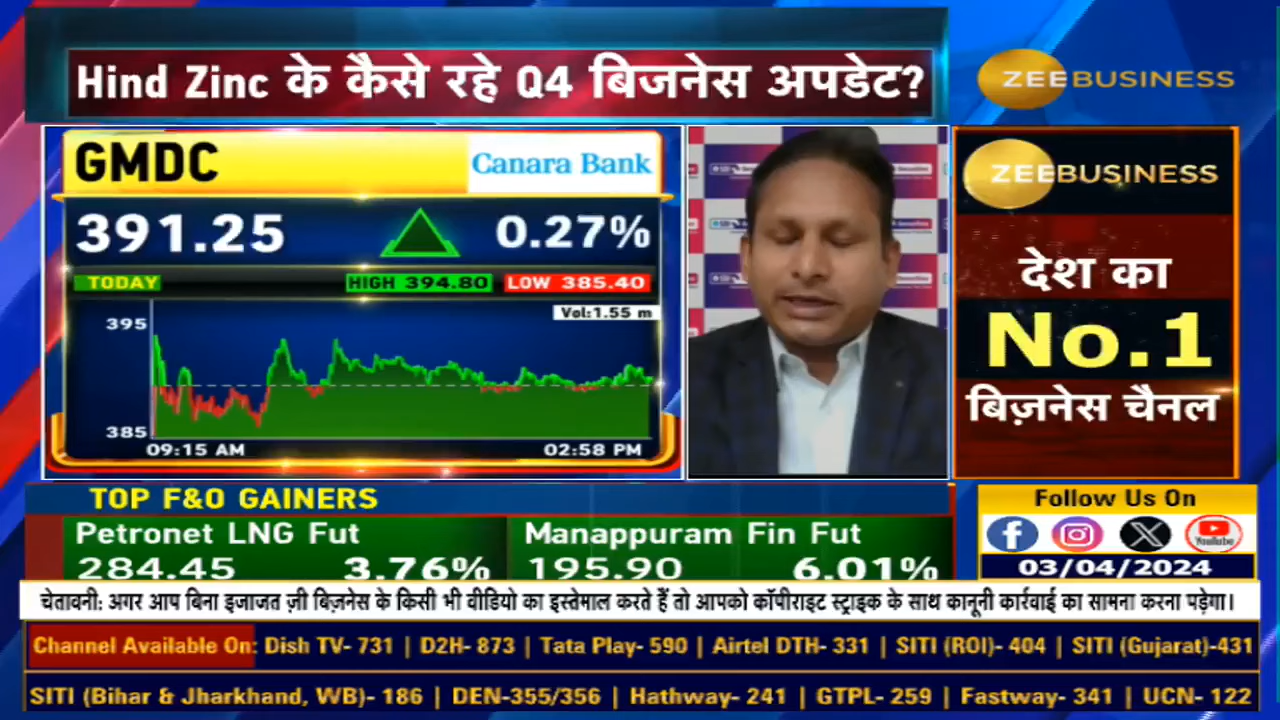 Hind Zinc के कैसे रहे Q4 बिजनेस अपडेट?
ZEEBUSINESS
GMDC
Canara Bank
391.25
0.27%
TODAY
HIGH 394.80
LOW 385.40
Vol:1.55 m
395
385
09:15 AM
02:58 PM
ZEEBUSINESS
देश का
No.1
बिज़नेस चैनल
TOP F&O GAINERS
Petronet LNG Fut
284.45 3.76%
Manappuram Fin Fut
195.90 6.01%
Follow Us On
YouTube
03/04/2024
चेतावनी: अगर आप बिना इजाजत ज़ी बिज़नेस के किसी भी वीडियो का इस्तेमाल करते हैं तो आपको कॉपीराइट स्ट्राइक के साथ कानूनी कार्रवाई का सामना करना पड़ेगा।
Channel Available On: Dish TV- 731 | D2H- 873 | Tata Play- 590 | Airtel DTH- 331 | SITI (ROI)- 404 | SITI (Gujarat)-431
SITI (Bihar & Jharkhand, WB)- 186 | DEN-355/356 | Hathway- 241 | GTPL- 259 | Fastway- 341 | UCN- 122